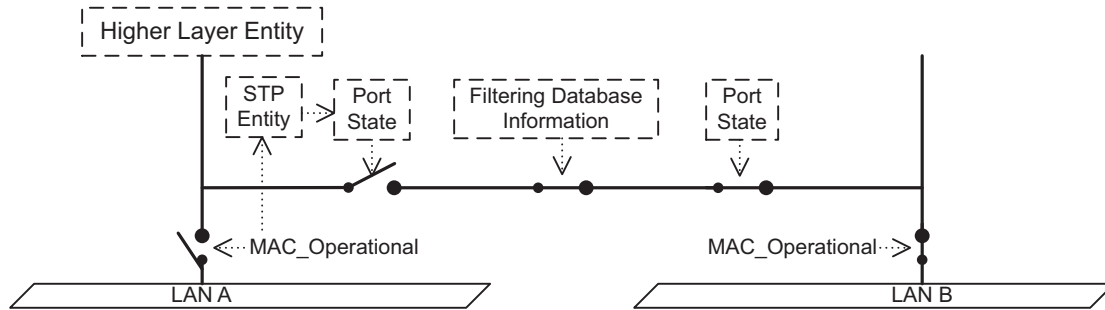 Higher Layer Entity
STP
Entity
Port
State
Filtering Database
Information
Port
State
MAC_Operational
MAC_Operational
LAN A
LAN B